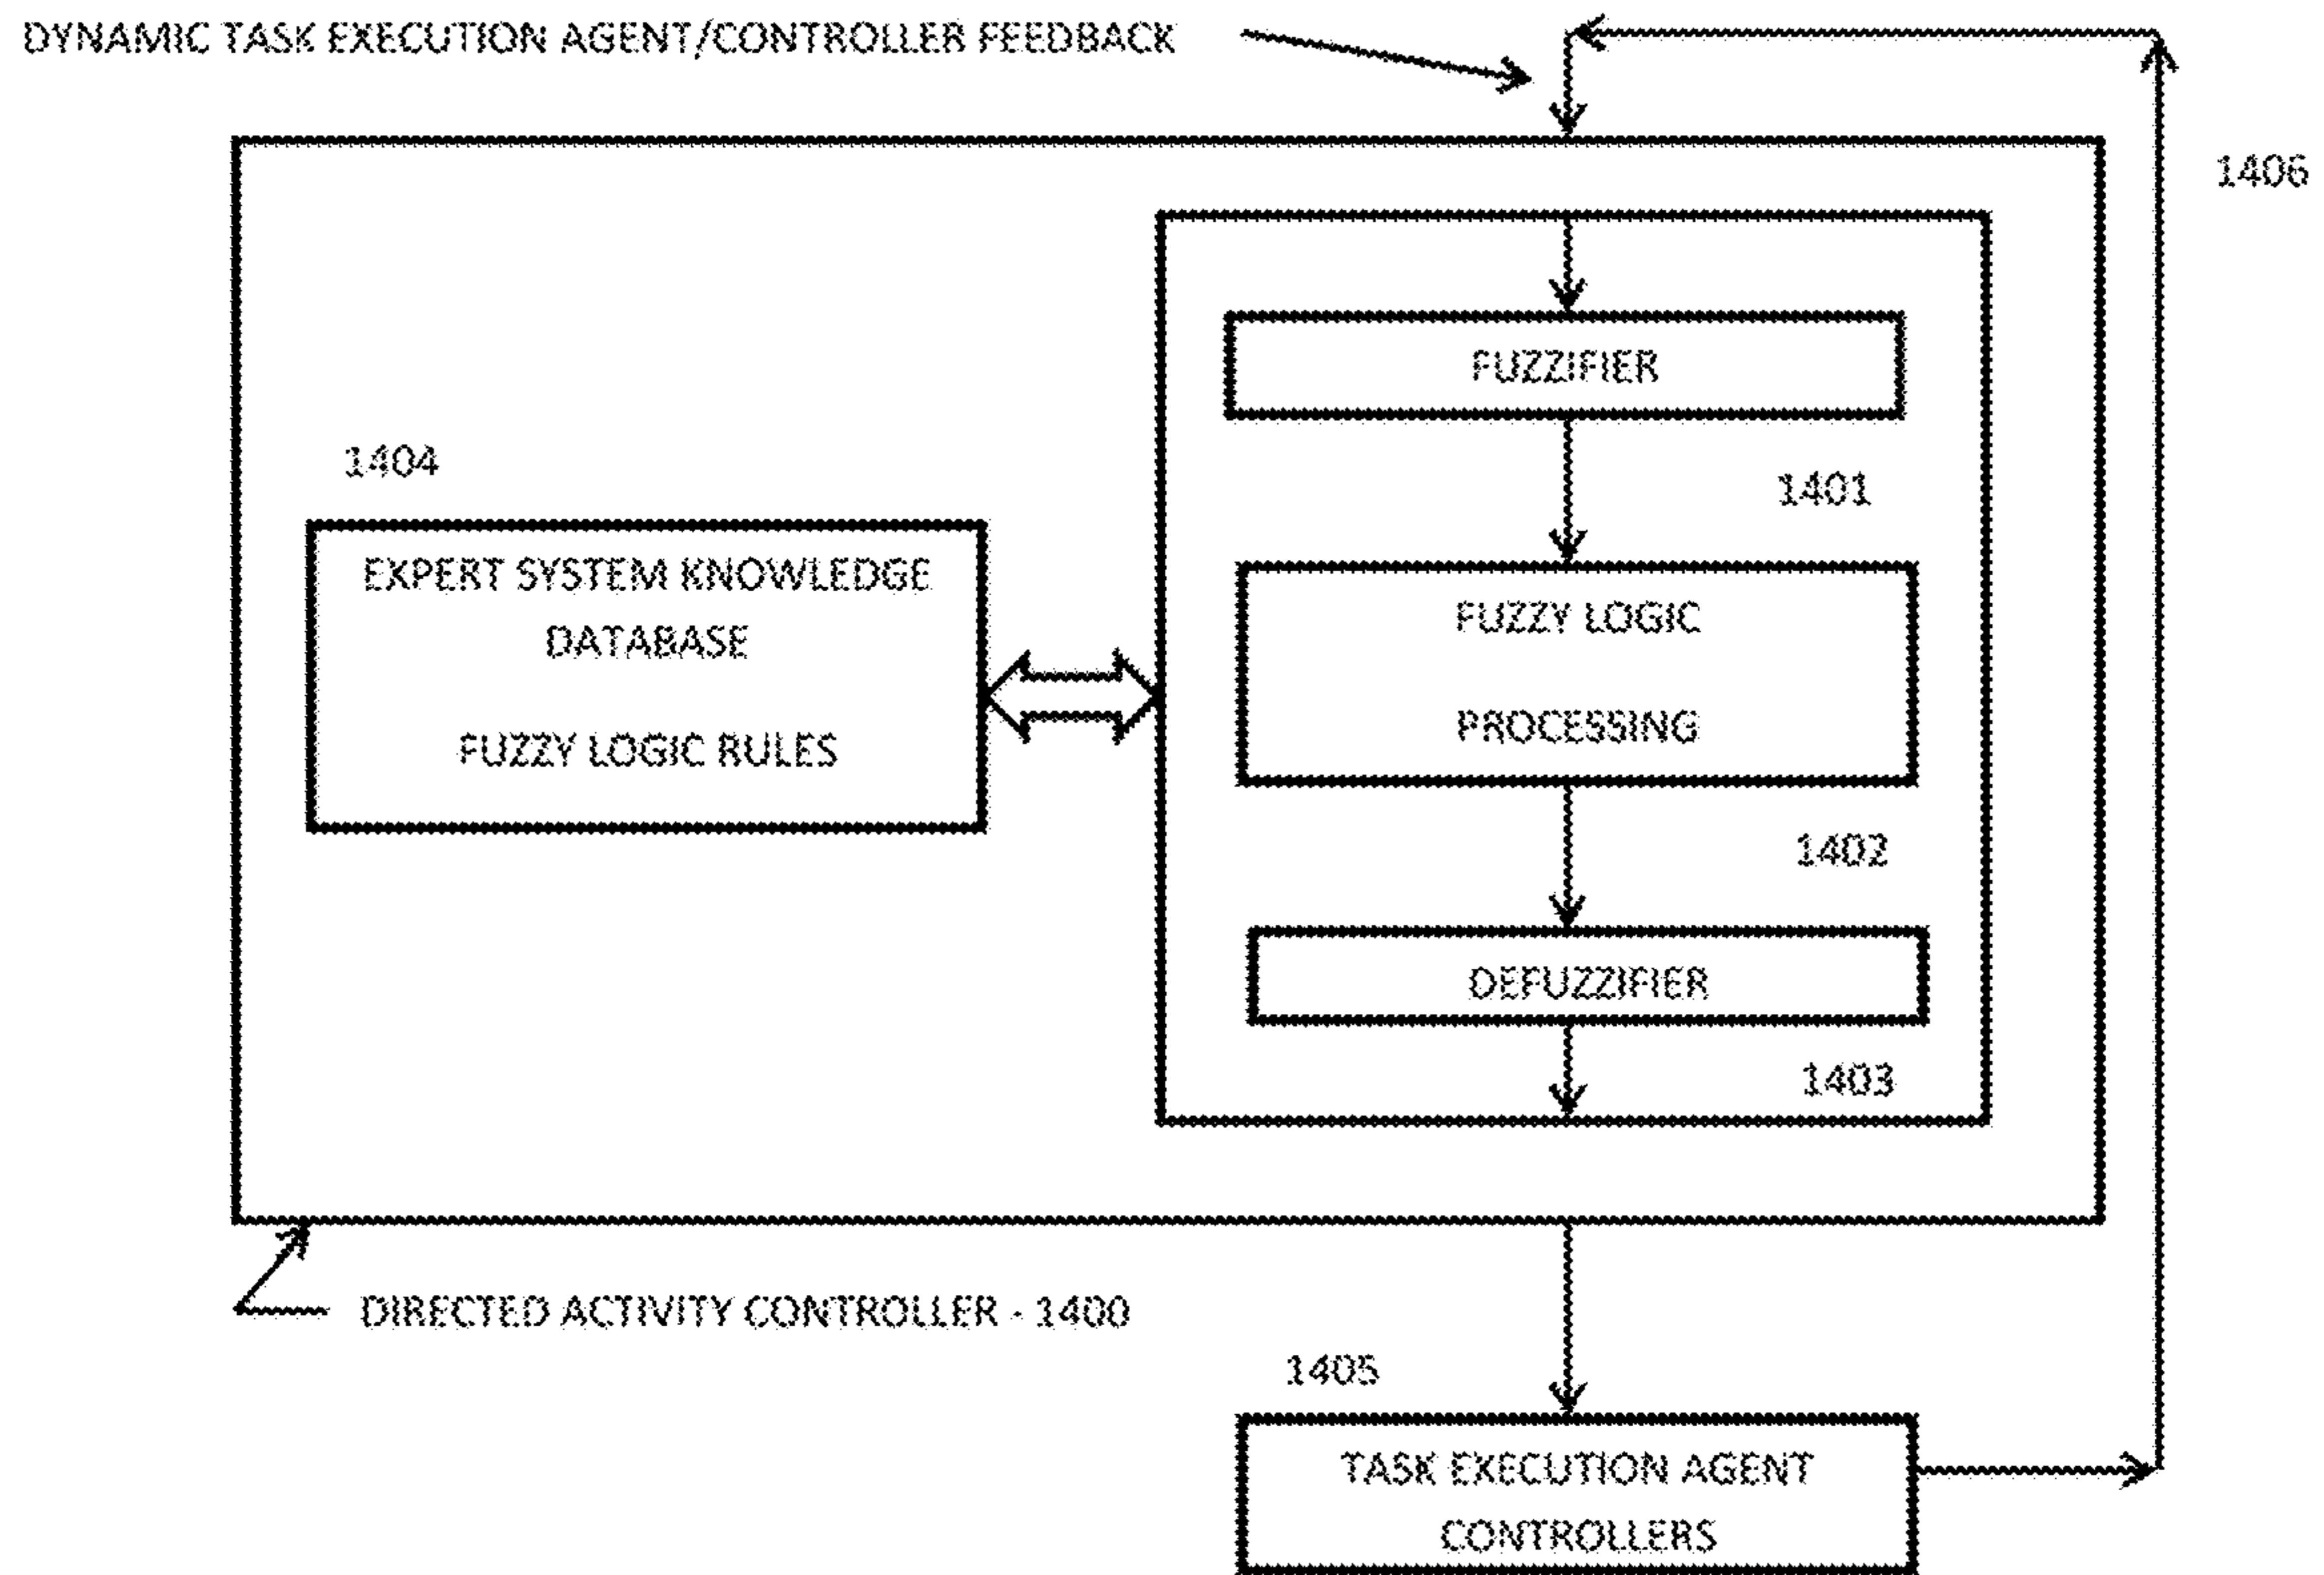 DYNAMIC TASK EXECUTION AGENT/CONTROLLER FEEDBACK
1406
FUZZIFIER
1404
1401
EXPERT SYSTEM KNOWLEDGE
DATABASE
FUZZY LOGIC RULES
FUZZY LOGIC
PROCESSING
1402
DEFUZZIFIER
1403
DIRECTED ACTIVITY CONTROLLER - 1400
1405
TASK EXECUTION AGENT
CONTROLLERS